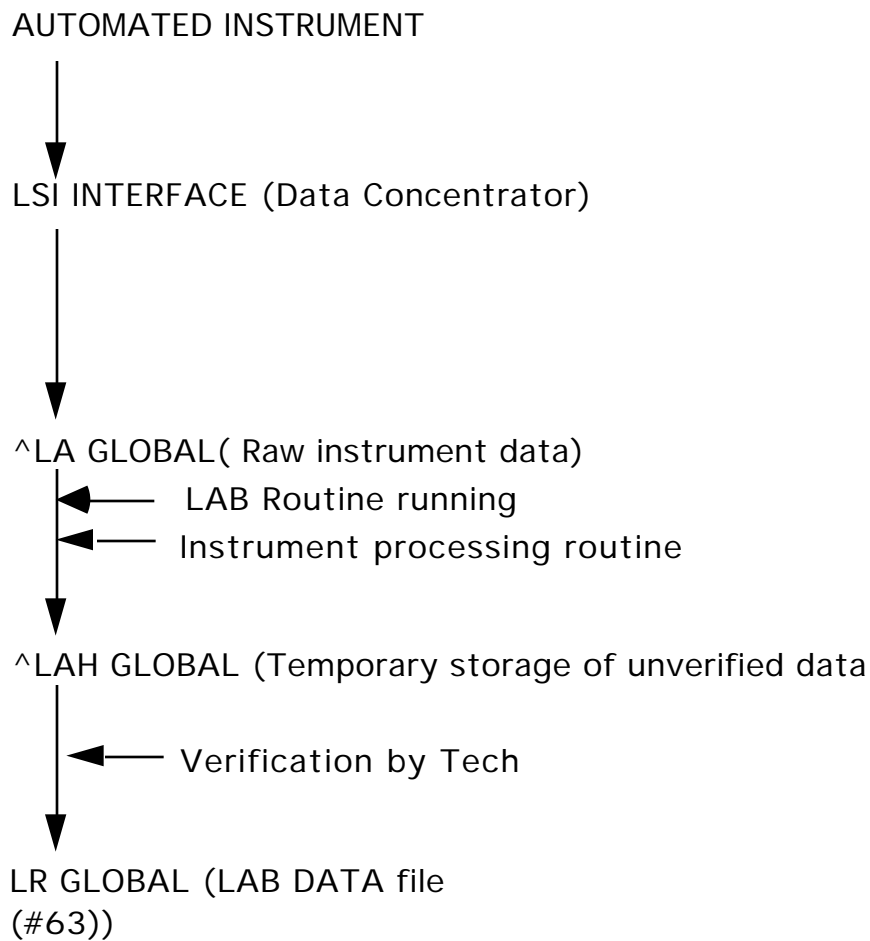 AUTOMATED INSTRUMENT
LSI INTERFACE (Data Concentrator)
^LA GLOBAL( Raw instrument data)
LAB Routine running
Instrument processing routine
^LAH GLOBAL (Temporary storage of unverified data
Verification by Tech
LR GLOBAL (LAB DATA file
(#63))